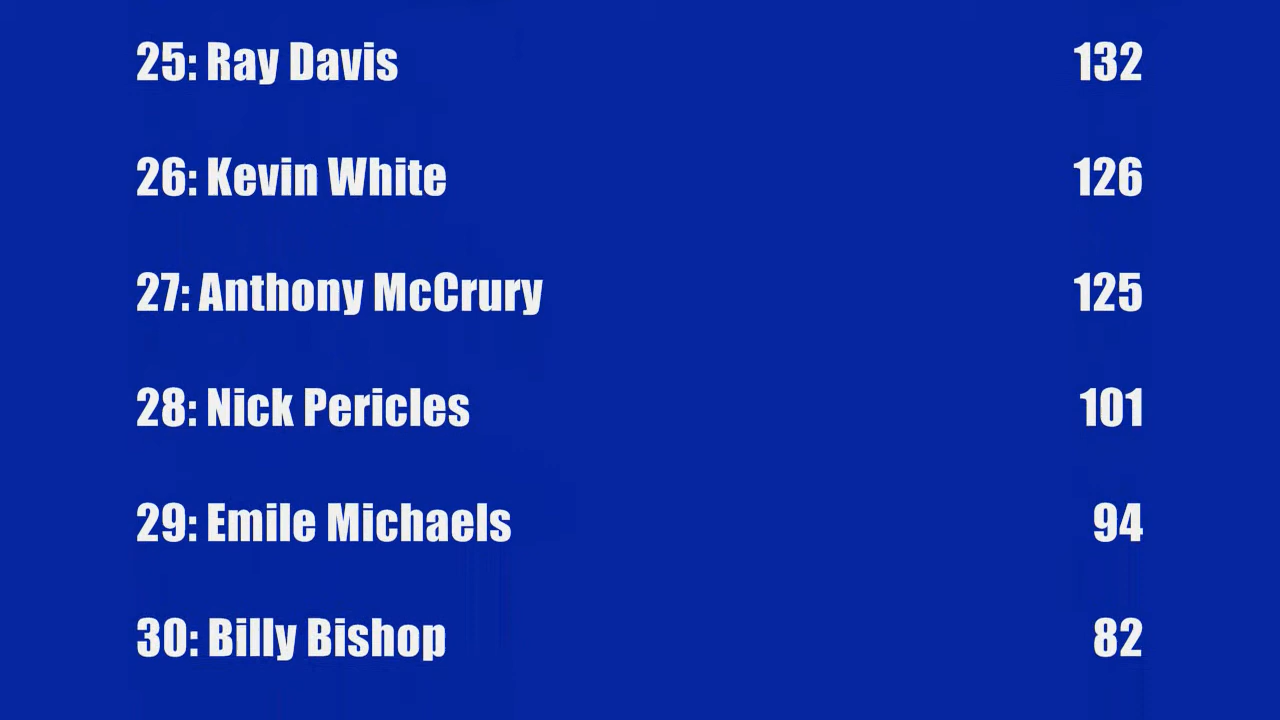 25: Ray Davis 132
26: Kevin White 126
27: Anthony McCrury 125
28: Nick Pericles 101
29: Emile Michaels 94
30: Billy Bishop 82